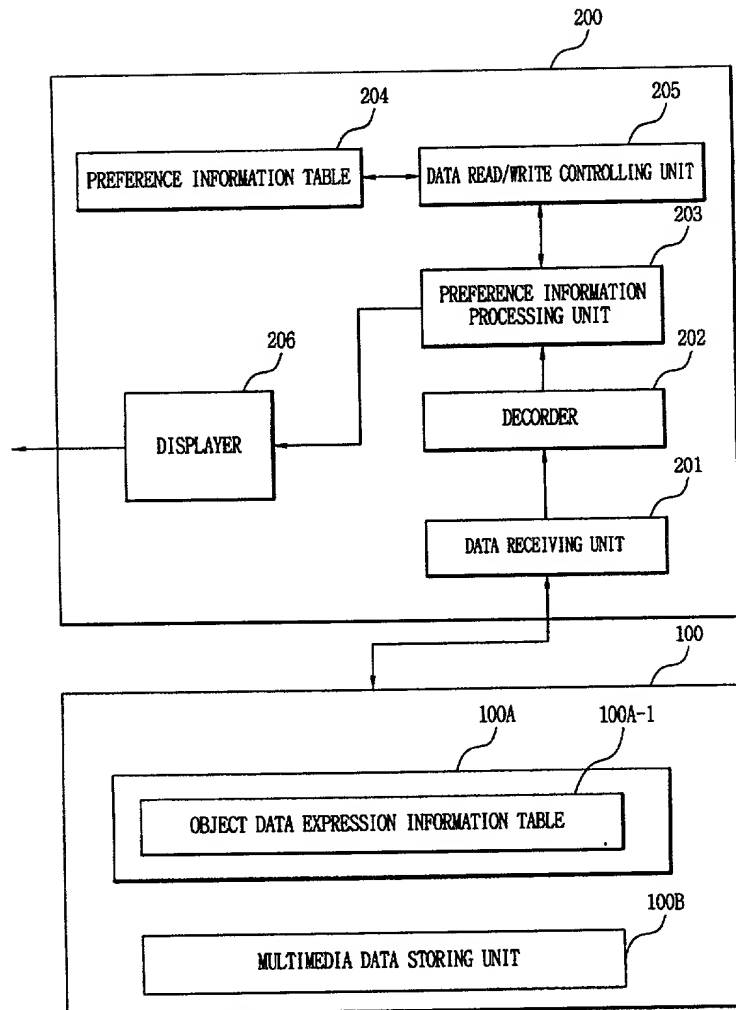 200
204
205
PREFERENCE INFORMATION TABLE
DATA READ/WRITE CONTROLLING UNIT
203
PREFERENCE INFORMATION
PROCESSING UNIT
206
202
DISPLAYER
DECORDER
201
DATA RECEIVING UNIT
100
100A
100A-1
OBJECT DATA EXPRESSION INFORMATION TABLE
100B
MULTIMEDIA DATA STORING UNIT